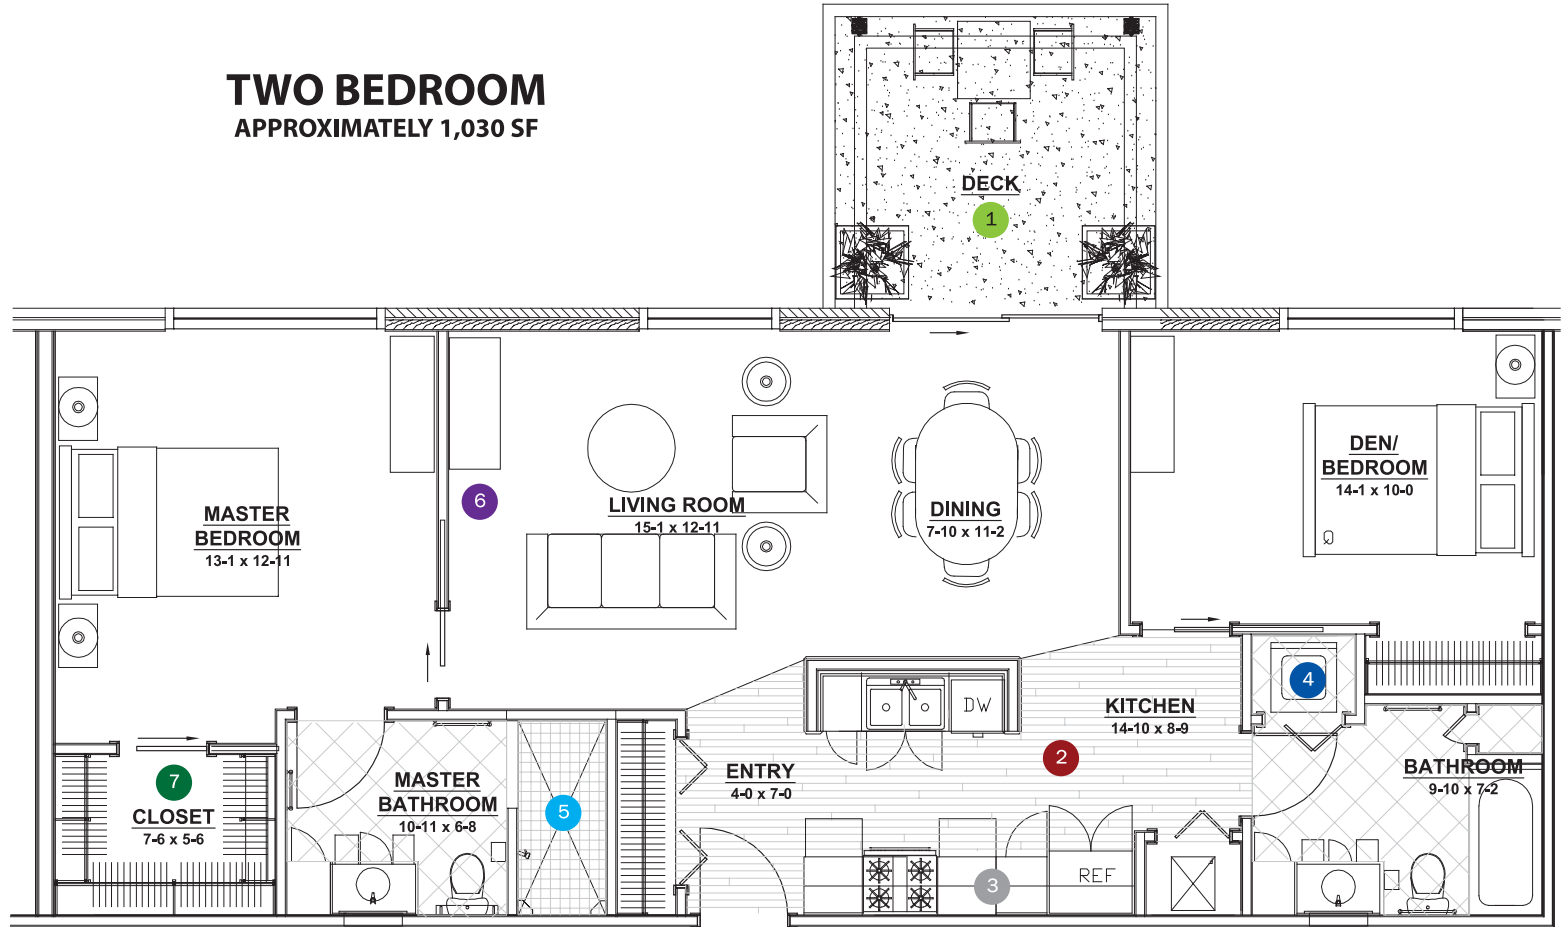 TWO BEDROOM
APPROXIMATELY 1,030 SF
DECK
1
MASTER
BEDROOM
13-1 x 12-11
6
LIVING ROOM
15-1 x 12-11
DINING
7-10 x 11-2
DEN/
BEDROOM
14-1 x 10-0
7
CLOSET
7-6 x 5-6
MASTER
BATHROOM
10-11 x 6-8
5
ENTRY
4-0 x 7-0
DW
KITCHEN
14-10 x 8-9
2
3
REF
4
BATHROOM
9-10 x 7-2